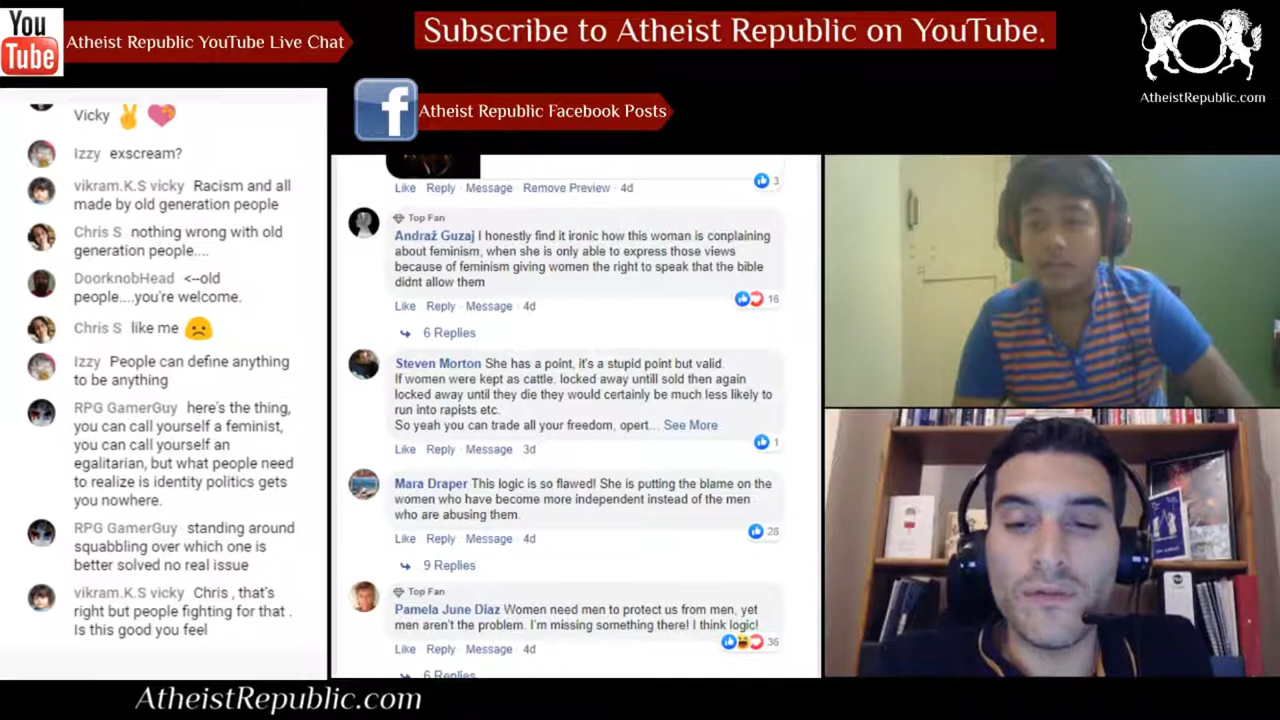 You
Tube
Atheist Republic YouTube Live Chat
Subscribe to Atheist Republic on YouTube.
AtheistRepublic.com
f
Atheist Republic Facebook Posts
Vicky ✌ 💝
Izzy exscream?
vikram.K.S vicky Racism and all
made by old generation people
Chris S nothing wrong with old
generation people....
DoorknobHead <--old
people....you're welcome.
Chris S like me 🙁
Izzy People can define anything
to be anything
RPG GamerGuy here's the thing,
you can call yourself a feminist,
you can call yourself an
egalitarian, but what people need
to realize is identity politics gets
you nowhere.
RPG GamerGuy standing around
squabbling over which one is
better solved no real issue
vikram.K.S vicky Chris , that's
right but people fighting for that .
Is this good you feel
Like Reply · Message · Remove Preview · 4d
3
Top Fan
Andraž Guzaj I honestly find it ironic how this woman is conplaining
about feminism, when she is only able to express those views
because of feminism giving women the right to speak that the bible
didnt allow them
Like Reply · Message · 4d
16
6 Replies
Steven Morton She has a point, it's a stupid point but valid.
If women were kept as cattle, locked away untill sold then again
locked away until they die they would certainly be much less likely to
run into rapists etc.
So yeah you can trade all your freedom, opert... See More
Like · Reply · Message · 3d
1
Mara Draper This logic is so flawed! She is putting the blame on the
women who have become more independent instead of the men
who are abusing them.
Like · Reply · Message · 4d
28
9 Replies
Top Fan
Pamela June Diaz Women need men to protect us from men, yet
men aren't the problem. I'm missing something there! I think logic!
Like · Reply · Message · 4d
36
6 Replies
AtheistRepublic.com